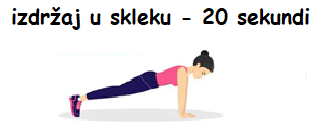 izdržaj u skleku - 20 sekundi